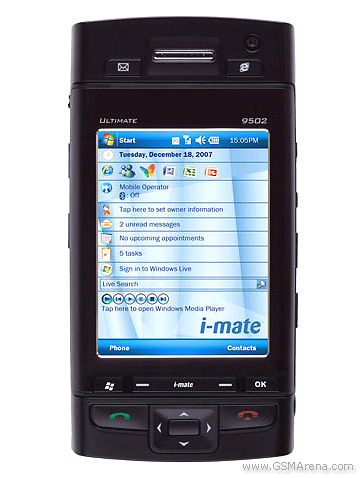 ULTIMATE 9502
Start 15:05PM
Tuesday, December 18, 2007
Mobile Operator
: Off
Tap here to set owner information
2 unread messages
No upcoming appointments
5 tasks
Sign in to Windows Live
Live Search
Tap here to open Windows Media Player
i-mate
Phone Contacts
i-mate OK
www.GSMArena.com